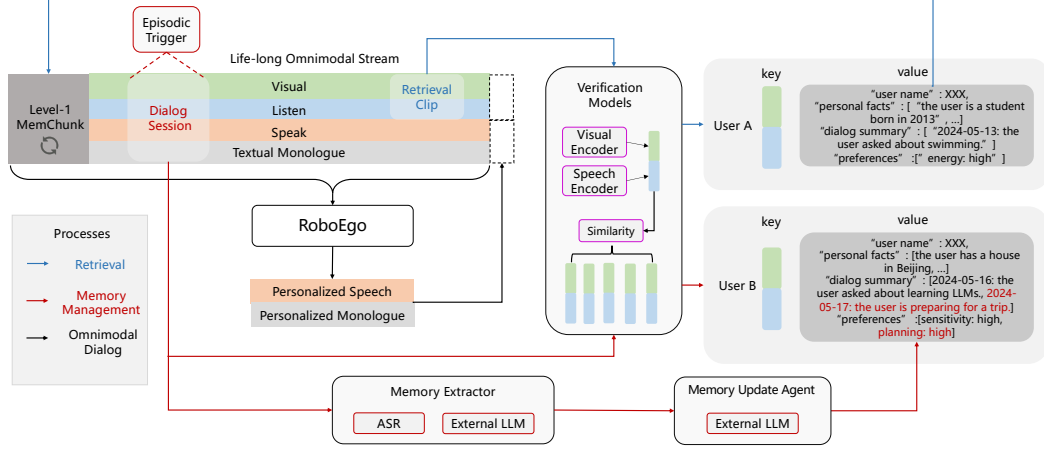 Episodic
Trigger
Life-long Omnimodal Stream
Level-1
MemChunk
Visual
Listen
Speak
Textual Monologue
Dialog
Session
Retrieval
Clip
RoboEgo
Personalized Speech
Personalized Monologue
Processes
Retrieval
Memory
Management
Omnimodal
Dialog
Verification
Models
Visual
Encoder
Speech
Encoder
Similarity
User A
key
value
"user name" : XXX,
"personal facts" : [ "the user is a student
born in 2013" , ...]
"dialog summary" : [ "2024-05-13: the
user asked about swimming." ]
"preferences" :[" energy: high" ]
User B
key
value
"user name" : XXX,
"personal facts" : [the user has a house
in Beijing, ...]
"dialog summary" : [2024-05-16: the
user asked about learning LLMs., 2024-
05-17: the user is preparing for a trip.]
"preferences" :[sensitivity: high,
planning: high]
Memory Extractor
ASR
External LLM
Memory Update Agent
External LLM